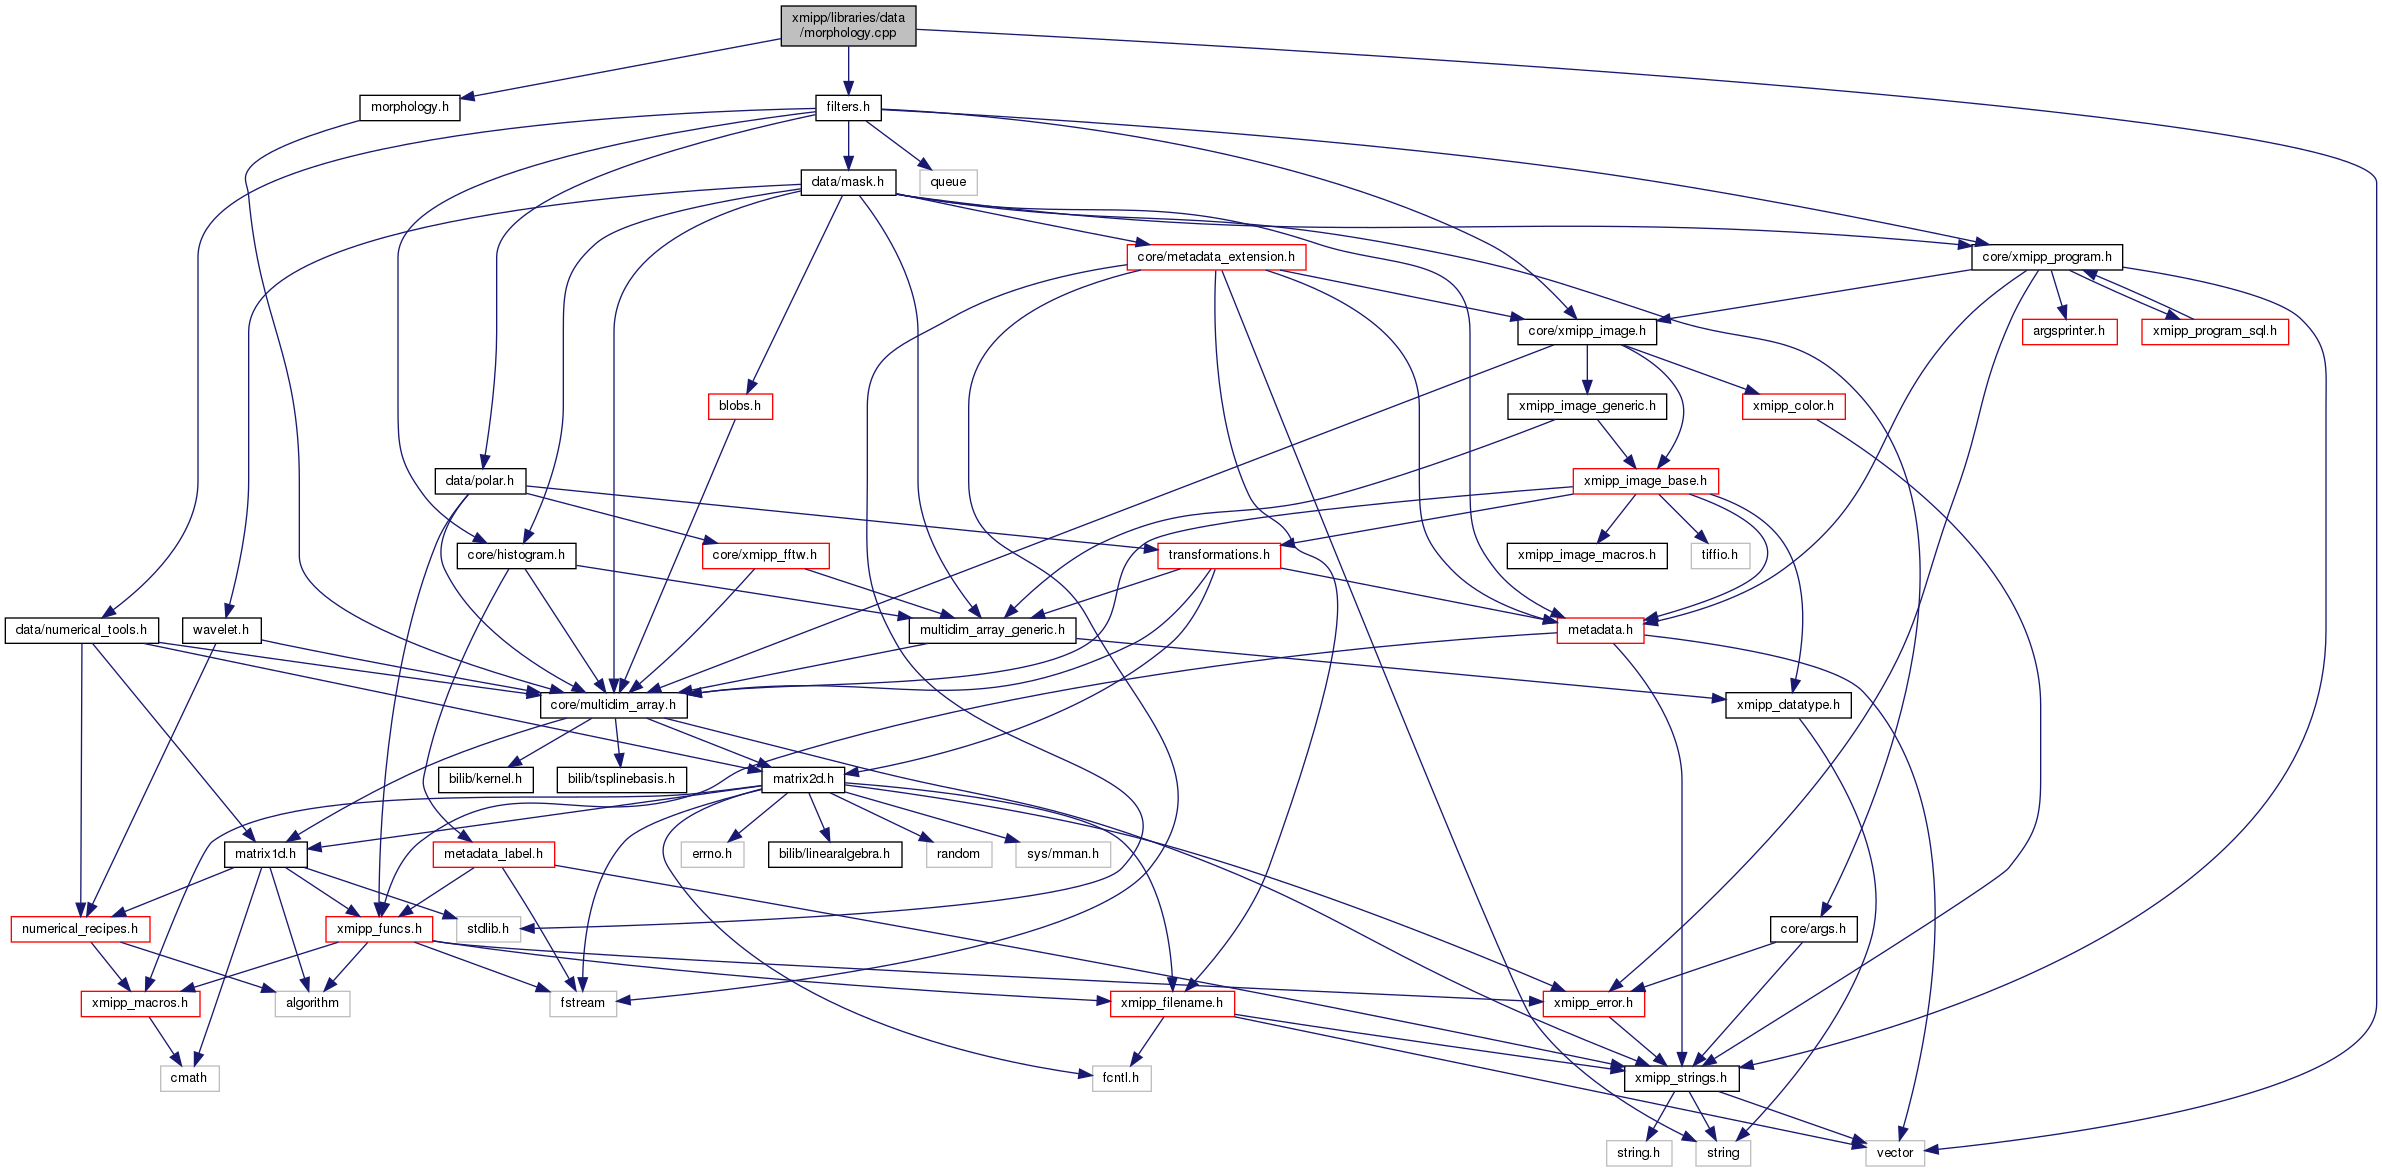 xmipp/libraries/data
/morphology.cpp
morphology.h
filters.h
data/mask.h
queue
core/metadata_extension.h
core/xmipp_program.h
core/xmipp_image.h
argsprinter.h
xmipp_program_sql.h
blobs.h
xmipp_image_generic.h
xmipp_color.h
data/polar.h
xmipp_image_base.h
core/histogram.h
core/xmipp_fftw.h
transformations.h
xmipp_image_macros.h
tiffio.h
data/numerical_tools.h
wavelet.h
multidim_array_generic.h
metadata.h
core/multidim_array.h
xmipp_datatype.h
bilib/kernel.h
bilib/tsplinebasis.h
matrix2d.h
matrix1d.h
metadata_label.h
errno.h
bilib/linearalgebra.h
random
sys/mman.h
numerical_recipes.h
xmipp_funcs.h
stdlib.h
core/args.h
xmipp_macros.h
algorithm
fstream
xmipp_filename.h
xmipp_error.h
cmath
fcntl.h
xmipp_strings.h
string.h
string
vector